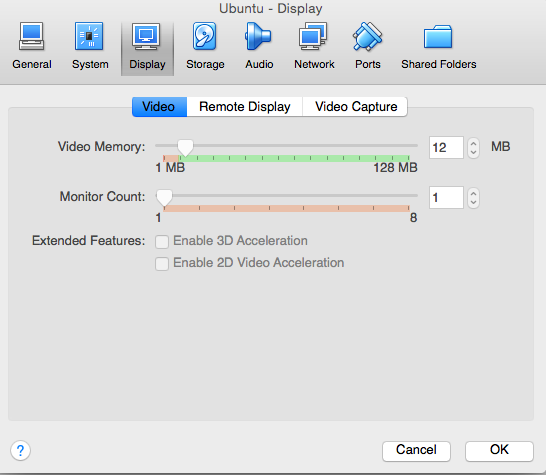 Ubuntu - Display
General System Display Storage Audio Network Ports Shared Folders
Video Remote Display Video Capture
Video Memory: 12 MB
1 MB 128 MB
Monitor Count: 1
1 8
Extended Features: Enable 3D Acceleration
Enable 2D Video Acceleration
? Cancel OK